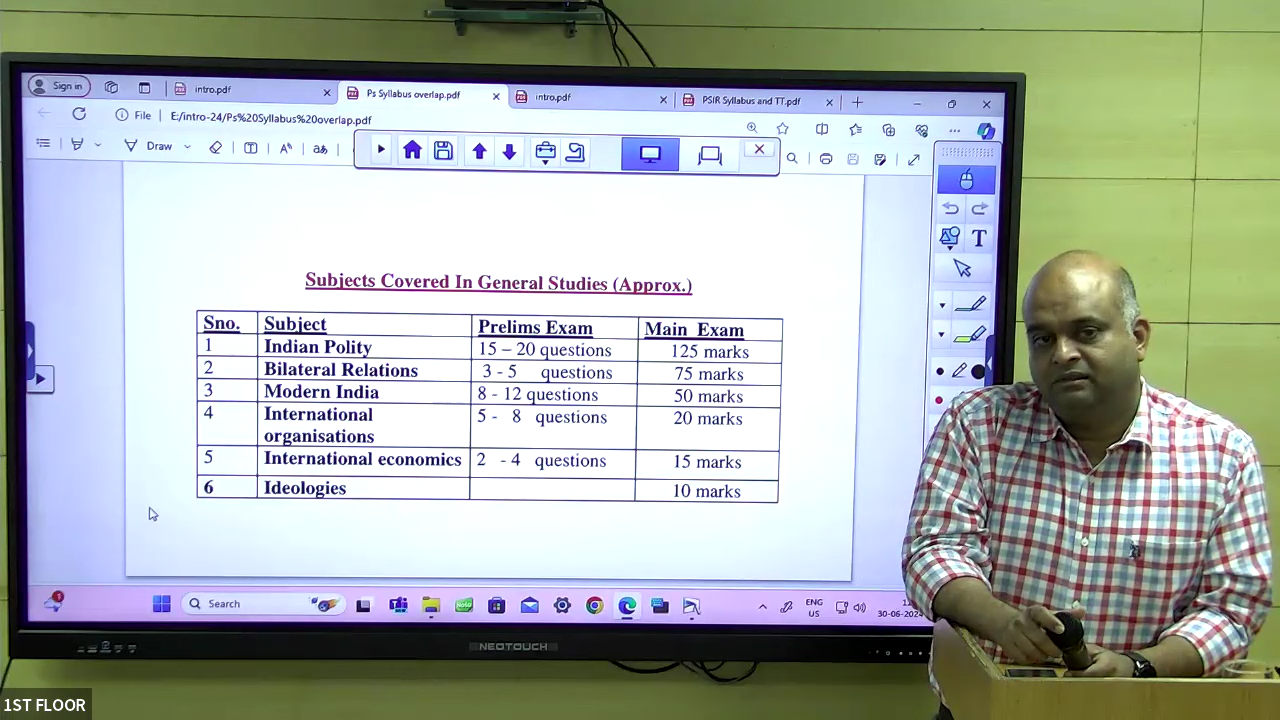 Sign in
intro.pdf
Ps Syllabus overlap.pdf
intro.pdf
PSIR Syllabus and TT.pdf
File
E:/intro-24/Ps%20Syllabus%20overlap.pdf
Draw
T
Subjects Covered In General Studies (Approx.)
Sno. Subject Prelims Exam Main Exam
1 Indian Polity 15 – 20 questions 125 marks
2 Bilateral Relations 3 - 5 questions 75 marks
3 Modern India 8 - 12 questions 50 marks
4 International 5 - 8 questions 20 marks
organisations
5 International economics 2 - 4 questions 15 marks
6 Ideologies 10 marks
Search
ENG
US
30-06-2024
NEOTOUCH
1ST FLOOR